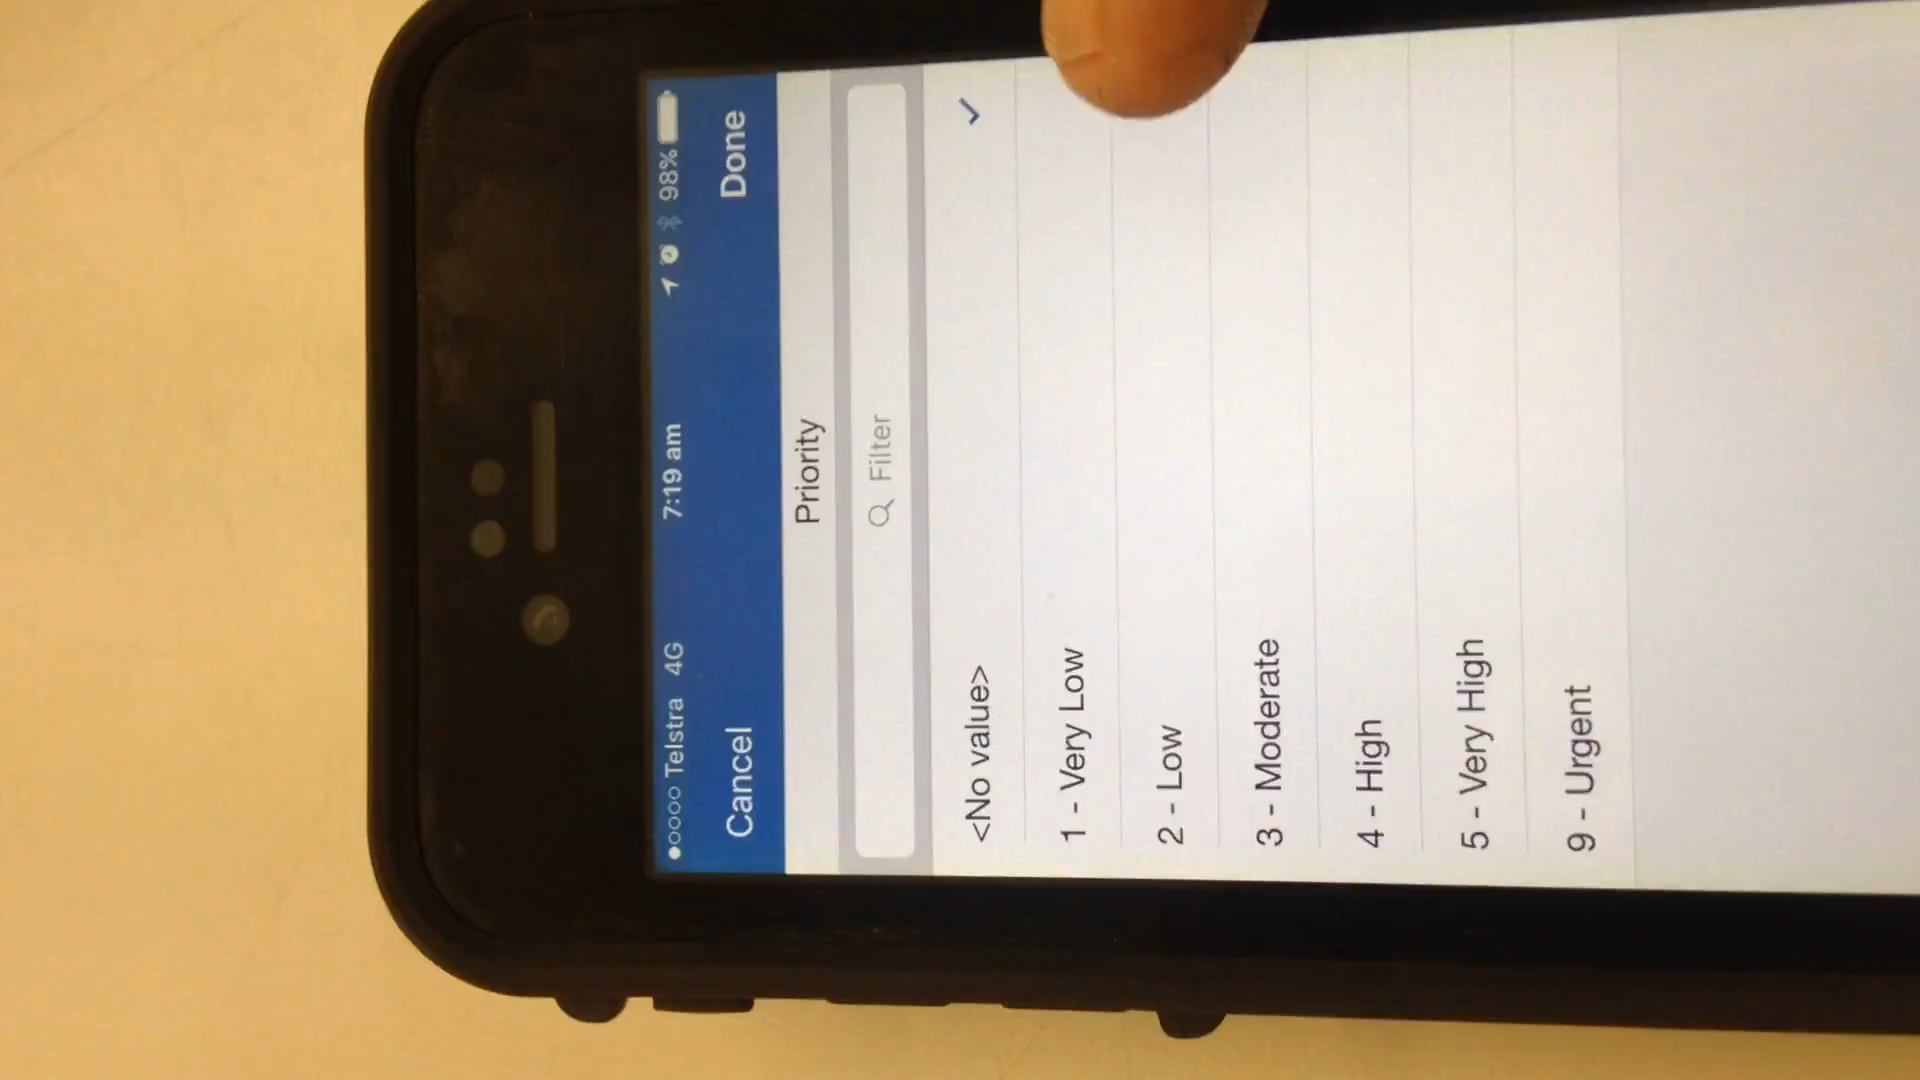 ●○○○○ Telstra 4G 7:19 am 98%
Cancel Done
Priority
Filter
<No value>
1 - Very Low
2 - Low
3 - Moderate
4 - High
5 - Very High
9 - Urgent